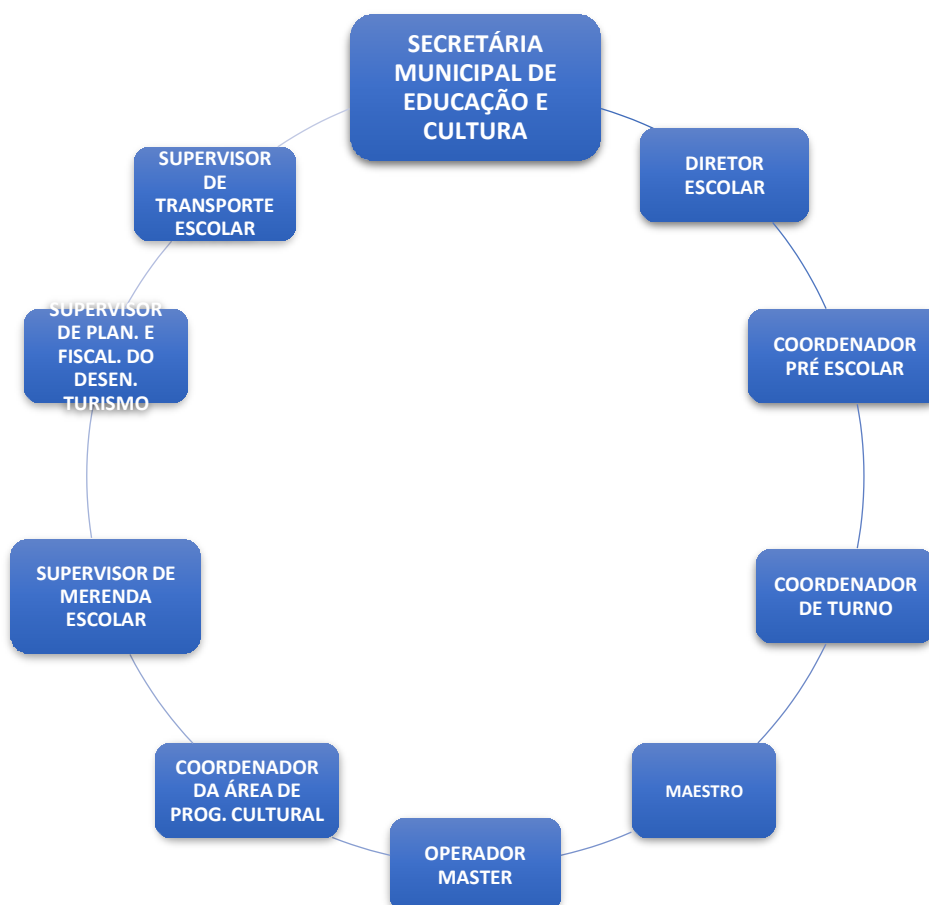 SECRETÁRIA
MUNICIPAL DE
EDUCAÇÃO E
CULTURA
DIRETOR
ESCOLAR
COORDENADOR
PRÉ ESCOLAR
COORDENADOR
DE TURNO
MAESTRO
OPERADOR
MASTER
COORDENADOR
DA ÁREA DE
PROG. CULTURAL
SUPERVISOR DE
MERENDA
ESCOLAR
SUPERVISOR
DE PLAN. E
FISCAL. DO
DESEN.
TURISMO
SUPERVISOR
DE
TRANSPORTE
ESCOLAR